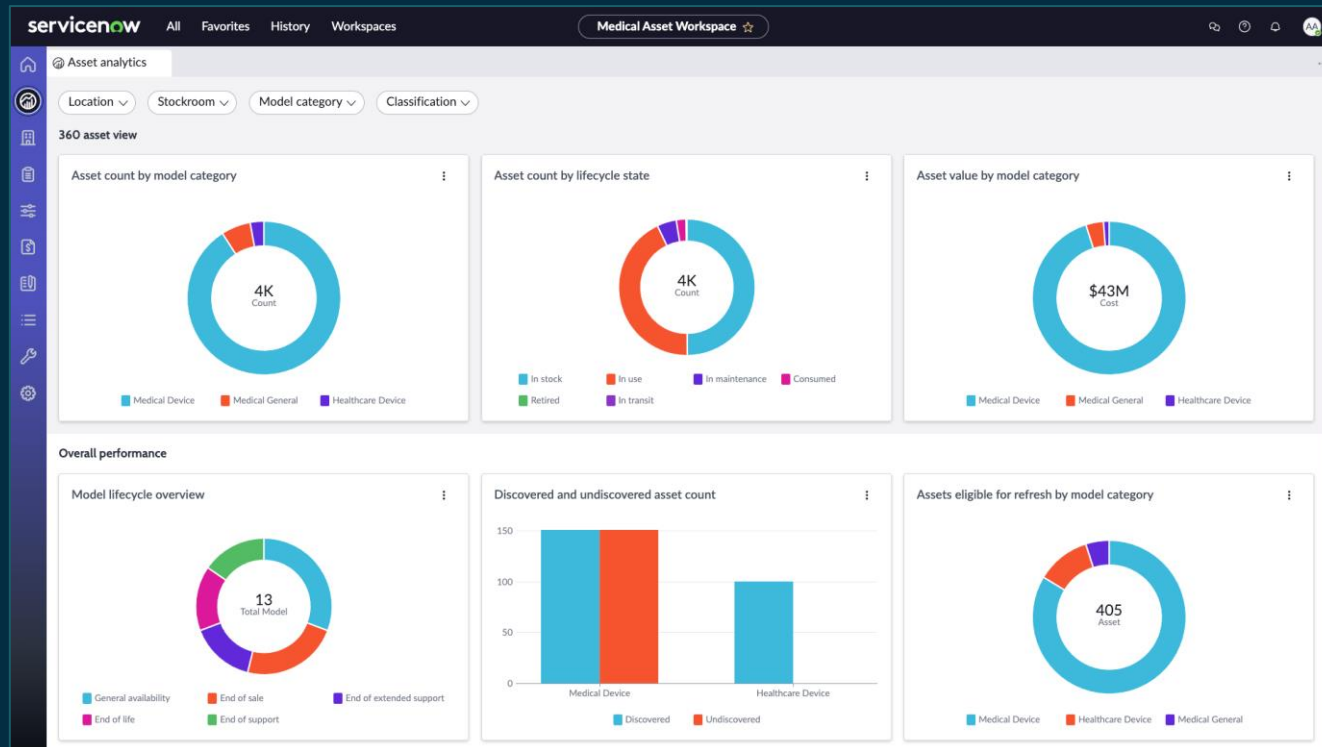 servicenow All Favorites History Workspaces Medical Asset Workspace AA
Asset analytics
Location Stockroom Model category Classification
360 asset view
Asset count by model category
4K
Count
Medical Device Medical General Healthcare Device
Asset count by lifecycle state
4K
Count
In stock In use In maintenance Consumed
Retired In transit
Asset value by model category
$43M
Cost
Medical Device Medical General Healthcare Device
Overall performance
Model lifecycle overview
13
Total Model
General availability End of sale End of extended support
End of life End of support
Discovered and undiscovered asset count
150
100
50
0
Medical Device Healthcare Device
Discovered Undiscovered
Assets eligible for refresh by model category
405
Asset
Medical Device Healthcare Device Medical General